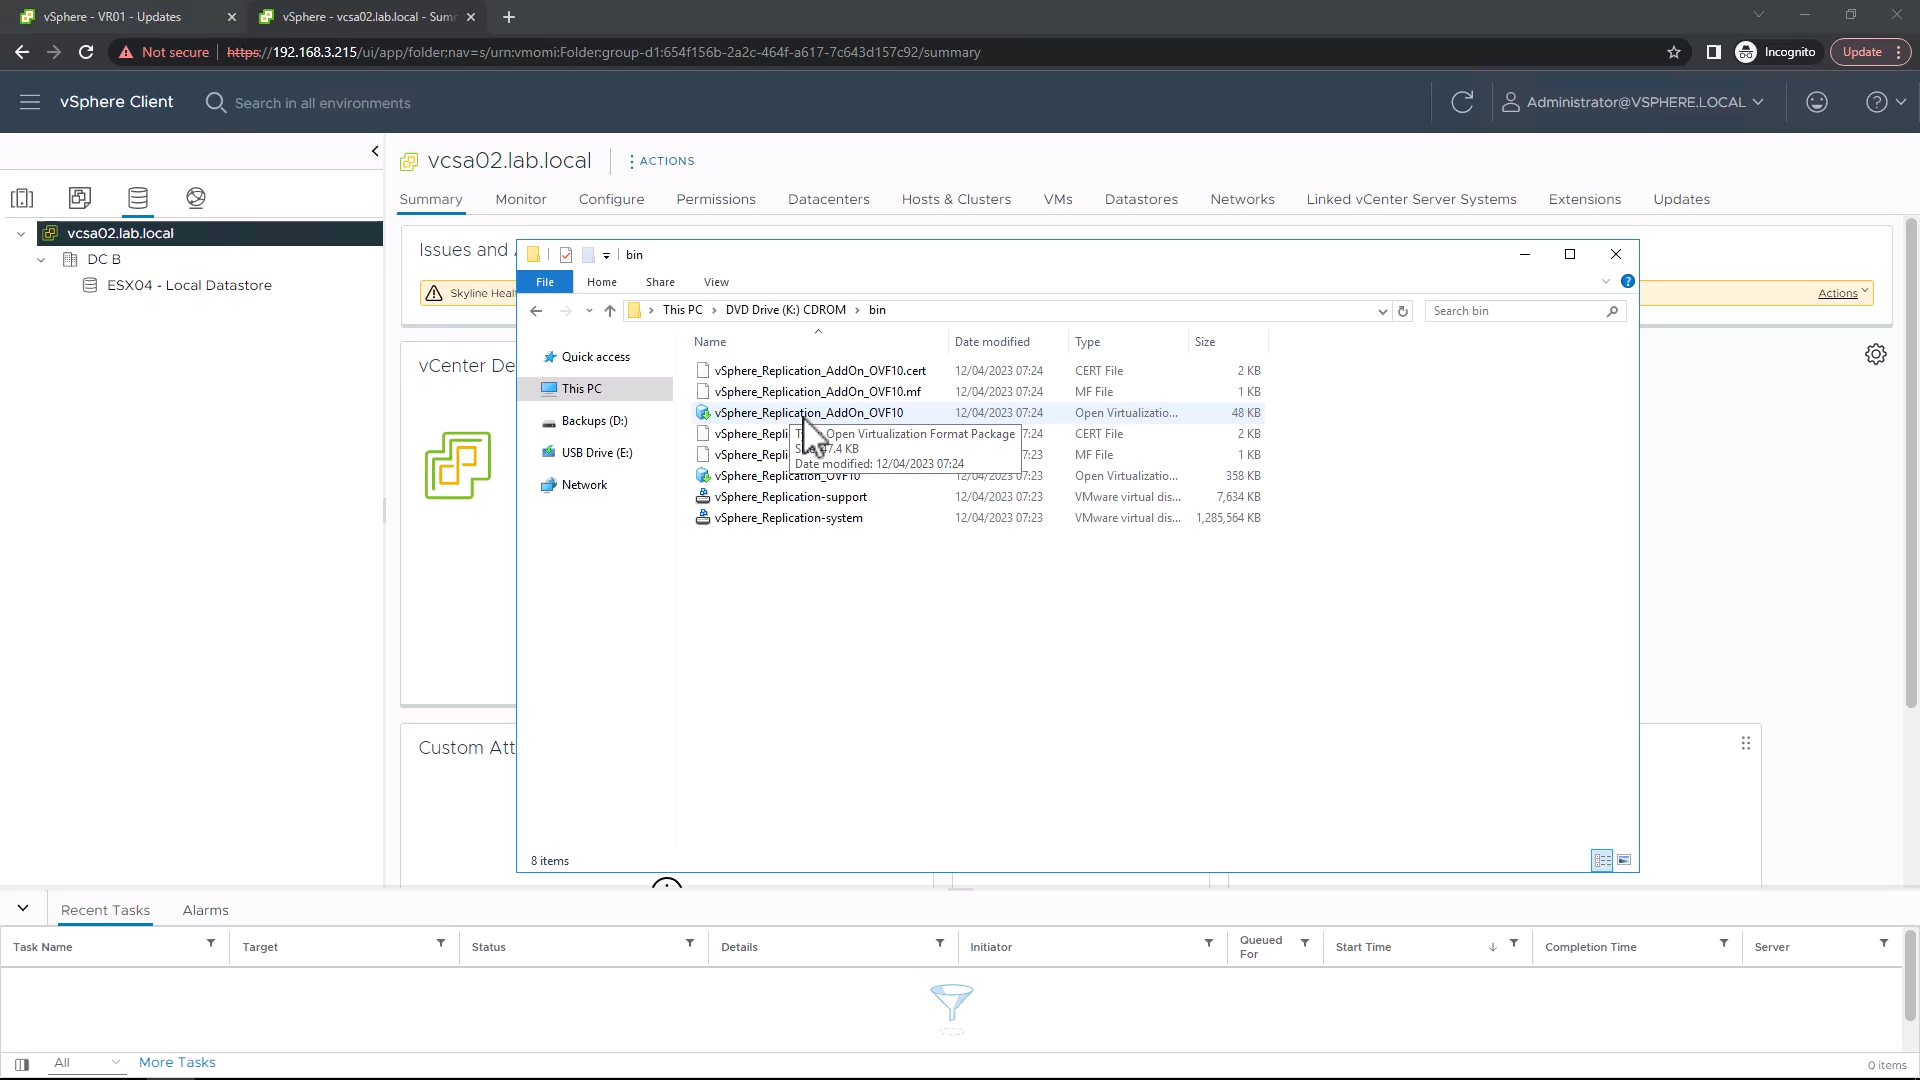 vSphere - VR01 - Updates
vSphere - vcsa02.lab.local - Sum
Not secure
https://192.168.3.215/ui/app/folder;nav=s/urn:vmomi:Folder:group-d1:654f156b-2a2c-464f-a617-7c643d157c92/summary
Incognito
Update
vSphere Client
Search in all environments
Administrator@VSPHERE.LOCAL
vcsa02.lab.local
ACTIONS
Summary
Monitor
Configure
Permissions
Datacenters
Hosts & Clusters
VMs
Datastores
Networks
Linked vCenter Server Systems
Extensions
Updates
vcsa02.lab.local
DC B
ESX04 - Local Datastore
Issues and
Skyline Heal
Actions
vCenter De
Custom Att
bin
File
Home
Share
View
This PC > DVD Drive (K:) CDROM > bin
Search bin
Quick access
This PC
Backups (D:)
USB Drive (E:)
Network
Name
Date modified
Type
Size
vSphere_Replication_AddOn_OVF10.cert 12/04/2023 07:24 CERT File 2 KB
vSphere_Replication_AddOn_OVF10.mf 12/04/2023 07:24 MF File 1 KB
vSphere_Replication_AddOn_OVF10 12/04/2023 07:24 Open Virtualizatio... 48 KB
vSphere_Repli 7:24 CERT File 2 KB
vSphere_Repli 7:23 MF File 1 KB
vSphere_Replication_OVF10 12/04/2023 07:23 Open Virtualizatio... 358 KB
vSphere_Replication-support 12/04/2023 07:23 VMware virtual dis... 7,634 KB
vSphere_Replication-system 12/04/2023 07:23 VMware virtual dis... 1,285,564 KB
Open Virtualization Format Package
7.4 KB
Date modified: 12/04/2023 07:24
8 items
Recent Tasks
Alarms
Task Name
Target
Status
Details
Initiator
Queued
For
Start Time
Completion Time
Server
All
More Tasks
0 items